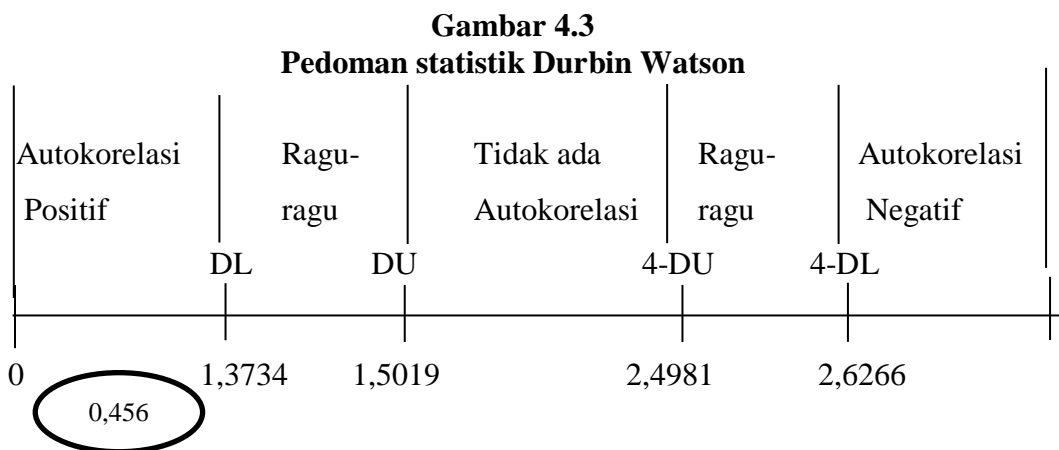 Gambar 4.3
Pedoman statistik Durbin Watson
Autokorelasi Ragu- Tidak ada Ragu- Autokorelasi
Positif ragu Autokorelasi ragu Negatif
DL DU 4-DU 4-DL
0 1,3734 1,5019 2,4981 2,6266
0,456